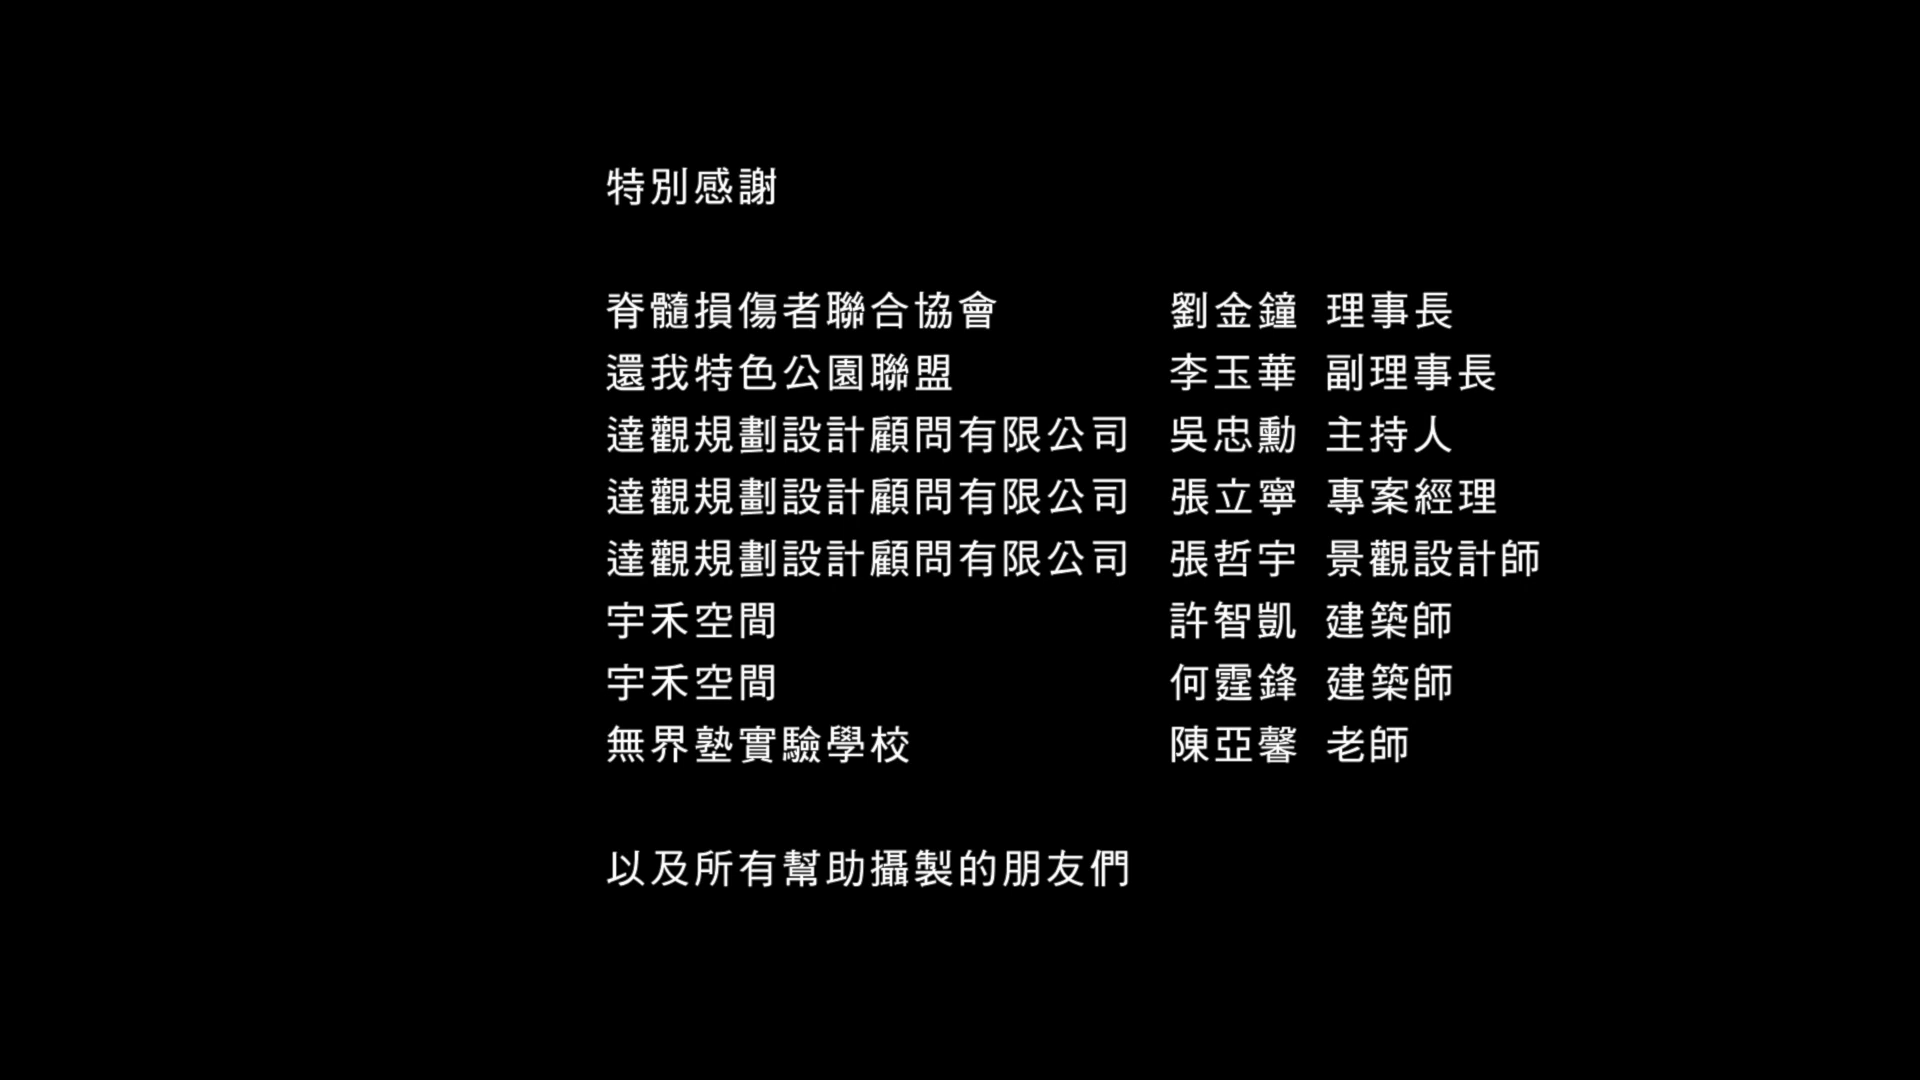 特別感謝
脊髓損傷者聯合協會 劉金鐘 理事長
還我特色公園聯盟 李玉華 副理事長
達觀規劃設計顧問有限公司 吳忠勳 主持人
達觀規劃設計顧問有限公司 張立寧 專案經理
達觀規劃設計顧問有限公司 張哲宇 景觀設計師
宇禾空間 許智凱 建築師
宇禾空間 何霆鋒 建築師
無界塾實驗學校 陳亞馨 老師
以及所有幫助攝製的朋友們